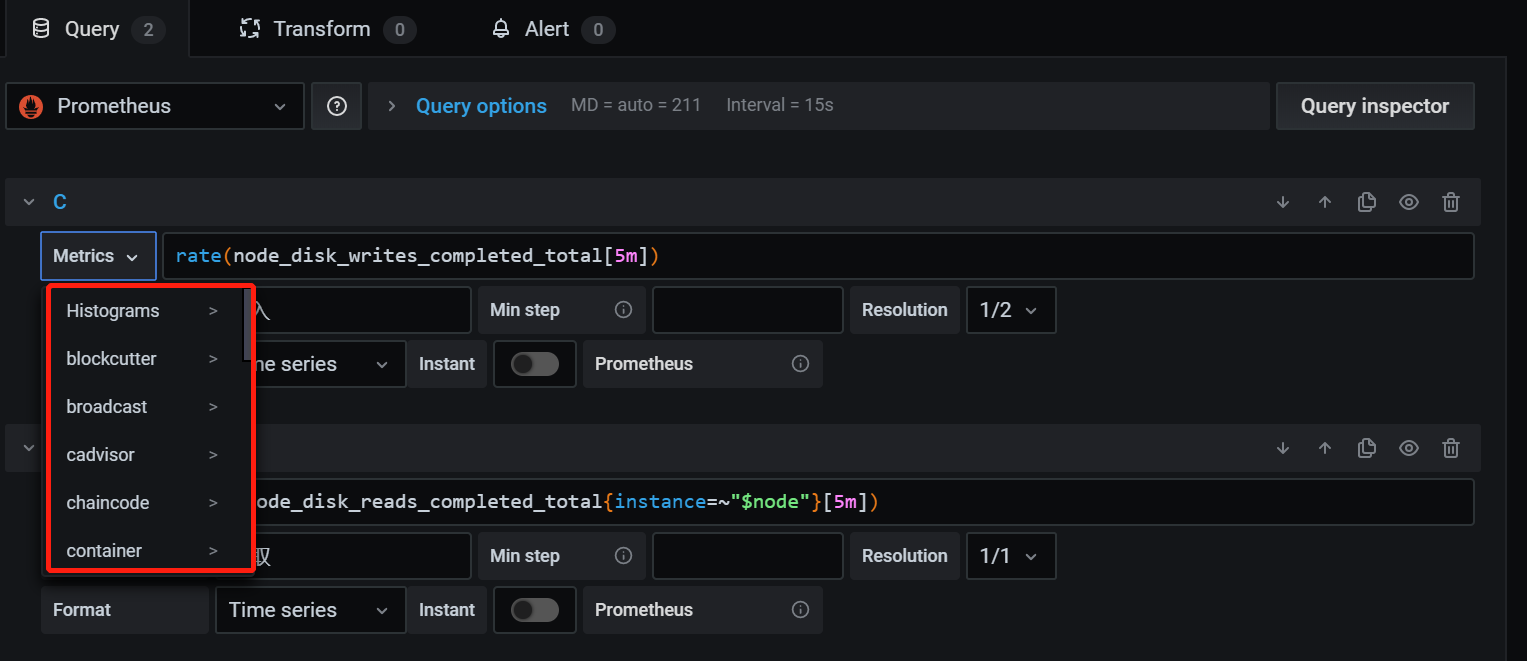 Query 2 Transform 0 Alert 0
Prometheus Query options MD = auto = 211 Interval = 15s Query inspector
C
Metrics rate(node_disk_writes_completed_total[5m])
Histograms > 入 Min step Resolution 1/2
blockcutter > me series Instant Prometheus
broadcast >
cadvisor >
chaincode > ode_disk_reads_completed_total{instance=~"$node"}[5m])
container > 取 Min step Resolution 1/1
Format Time series Instant Prometheus